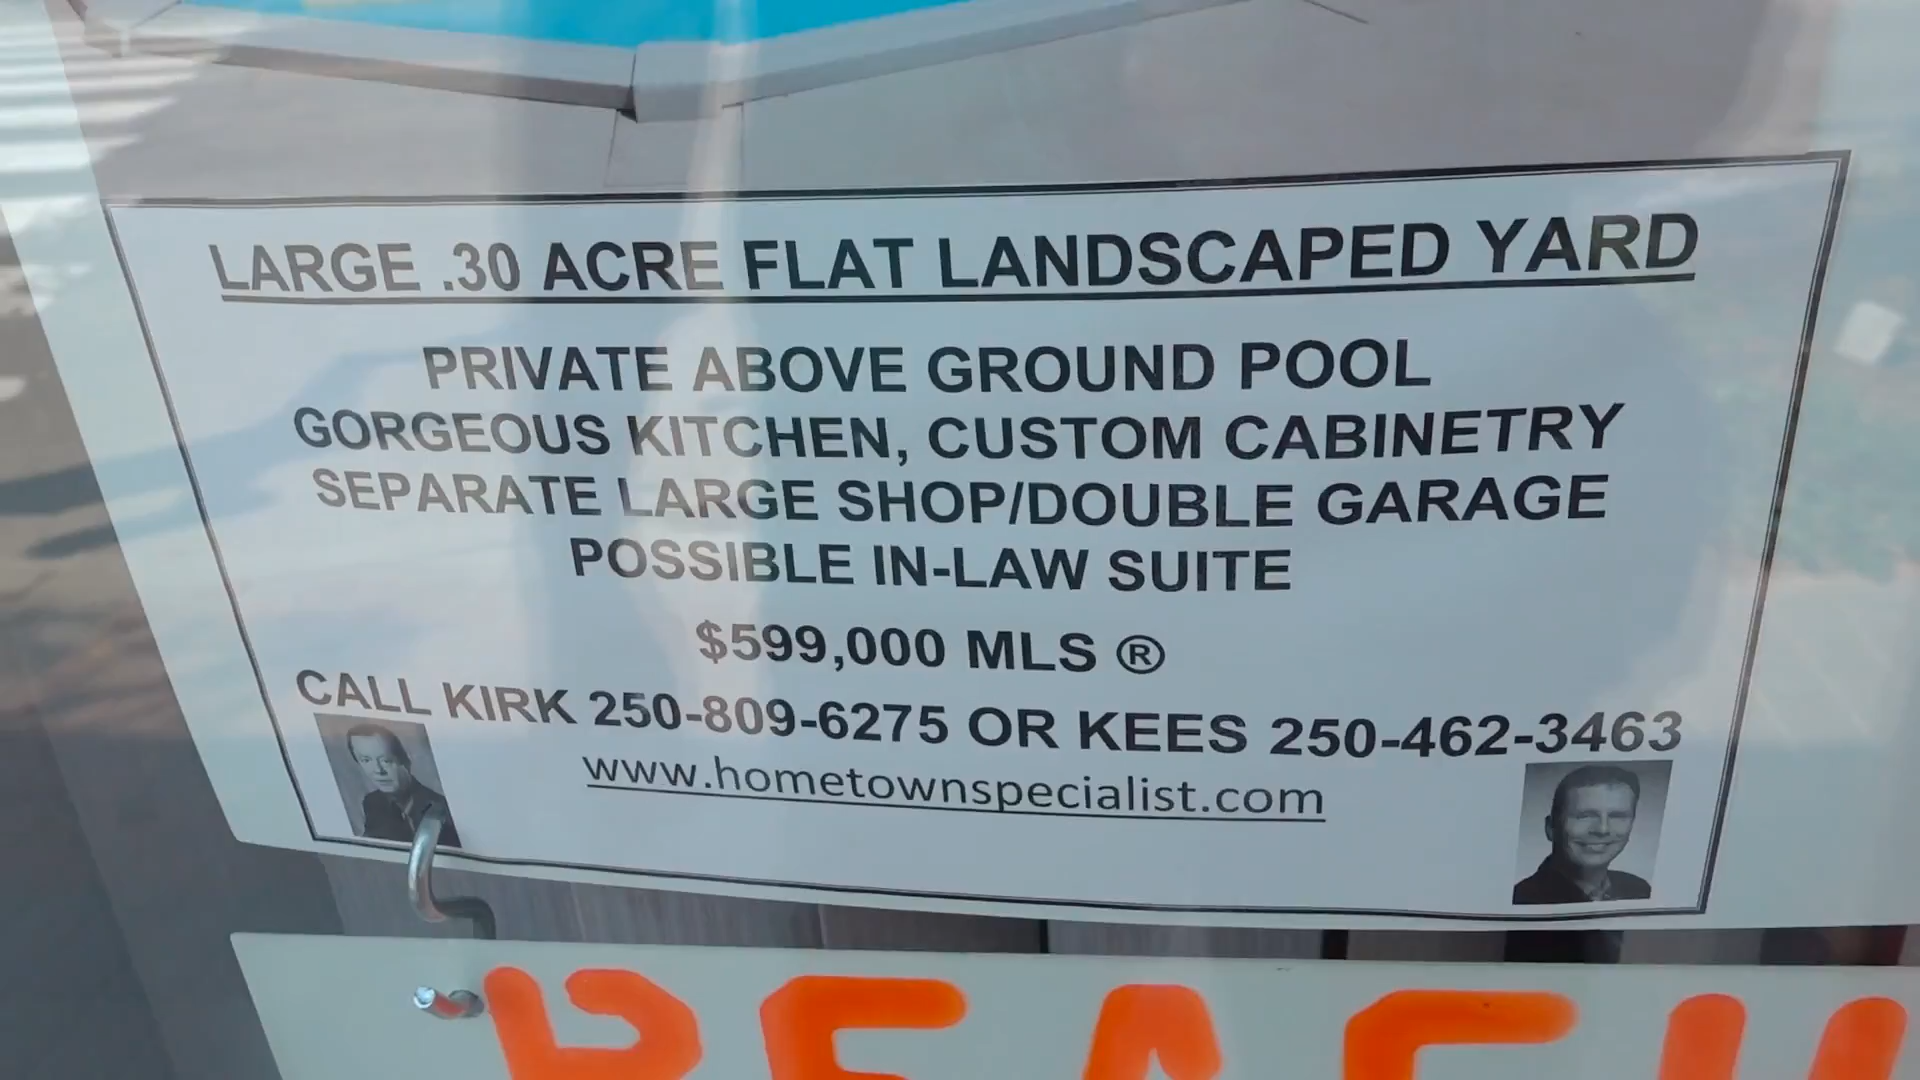 LARGE .30 ACRE FLAT LANDSCAPED YARD
PRIVATE ABOVE GROUND POOL
GORGEOUS KITCHEN, CUSTOM CABINETRY
SEPARATE LARGE SHOP/DOUBLE GARAGE
POSSIBLE IN-LAW SUITE
$599,000 MLS ®
CALL KIRK 250-809-6275 OR KEES 250-462-3463
www.hometownspecialist.com